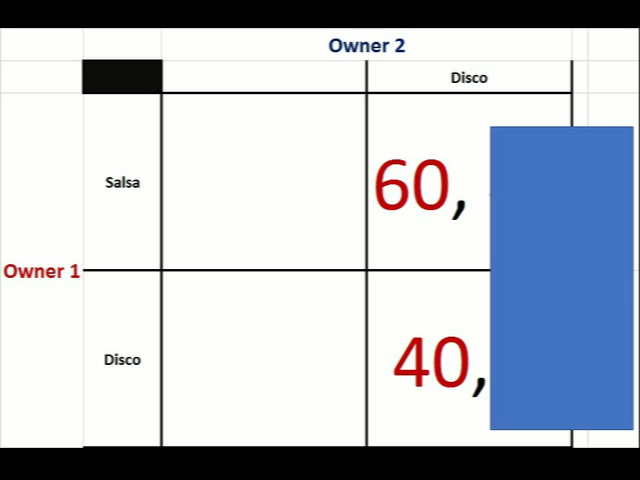 Owner 2
Disco
Salsa
60,
Owner 1
Disco
40,